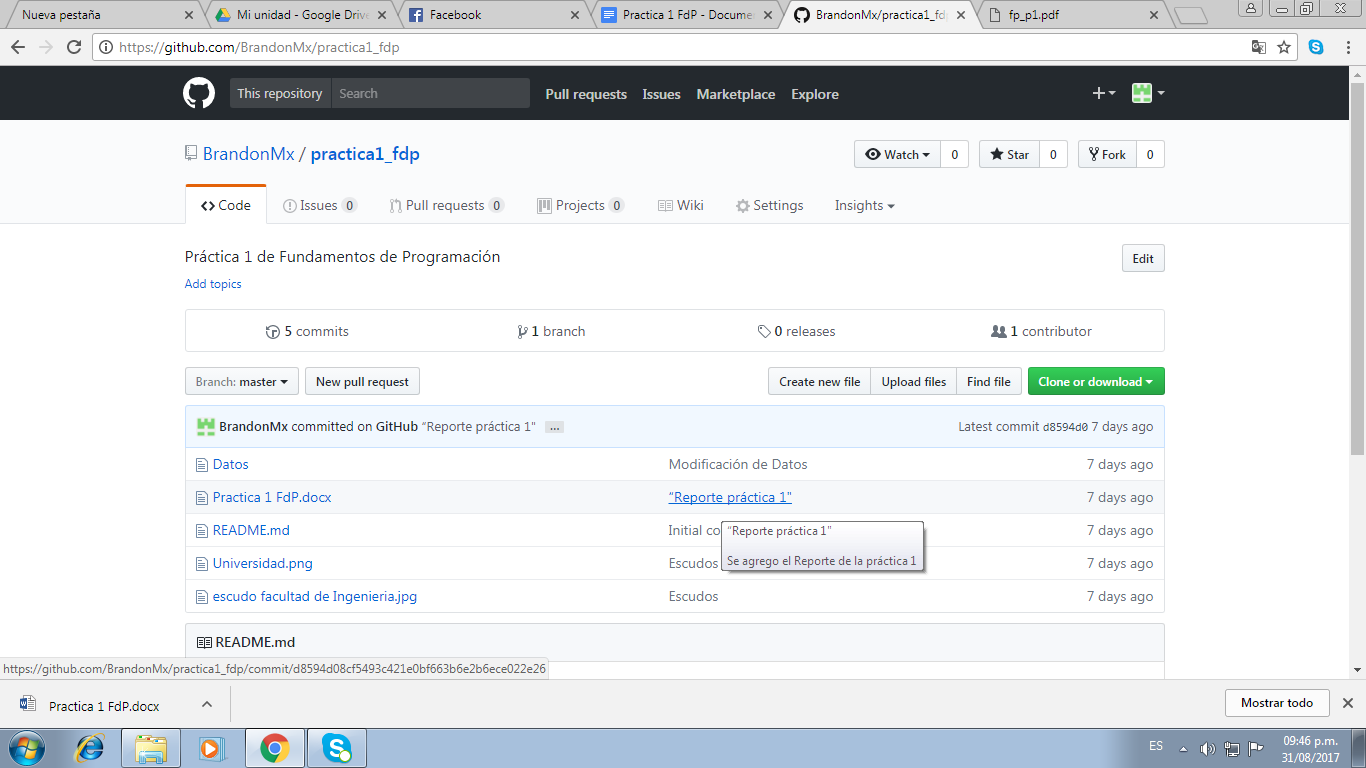 Nueva pestaña
Mi unidad - Google Drive
Facebook
Practica 1 FdP - Docume
BrandonMx/practica1_fdp
fp_p1.pdf
https://github.com/BrandonMx/practica1_fdp
This repository
Search
Pull requests
Issues
Marketplace
Explore
BrandonMx / practica1_fdp
Watch 0
Star 0
Fork 0
Code
Issues 0
Pull requests 0
Projects 0
Wiki
Settings
Insights
Práctica 1 de Fundamentos de Programación
Edit
Add topics
5 commits
1 branch
0 releases
1 contributor
Branch: master
New pull request
Create new file
Upload files
Find file
Clone or download
BrandonMx committed on GitHub “Reporte práctica 1” ...
Latest commit d8594d0 7 days ago
Datos Modificación de Datos 7 days ago
Practica 1 FdP.docx “Reporte práctica 1” 7 days ago
README.md Initial co 7 days ago
“Reporte práctica 1”
Se agrego el Reporte de la práctica 1
Universidad.png Escudos 7 days ago
escudo facultad de Ingenieria.jpg Escudos 7 days ago
README.md
https://github.com/BrandonMx/practica1_fdp/commit/d8594d08cf5493c421e0bf663b6e2b6ece022e26
Practica 1 FdP.docx
Mostrar todo
ES
09:46 p.m.
31/08/2017